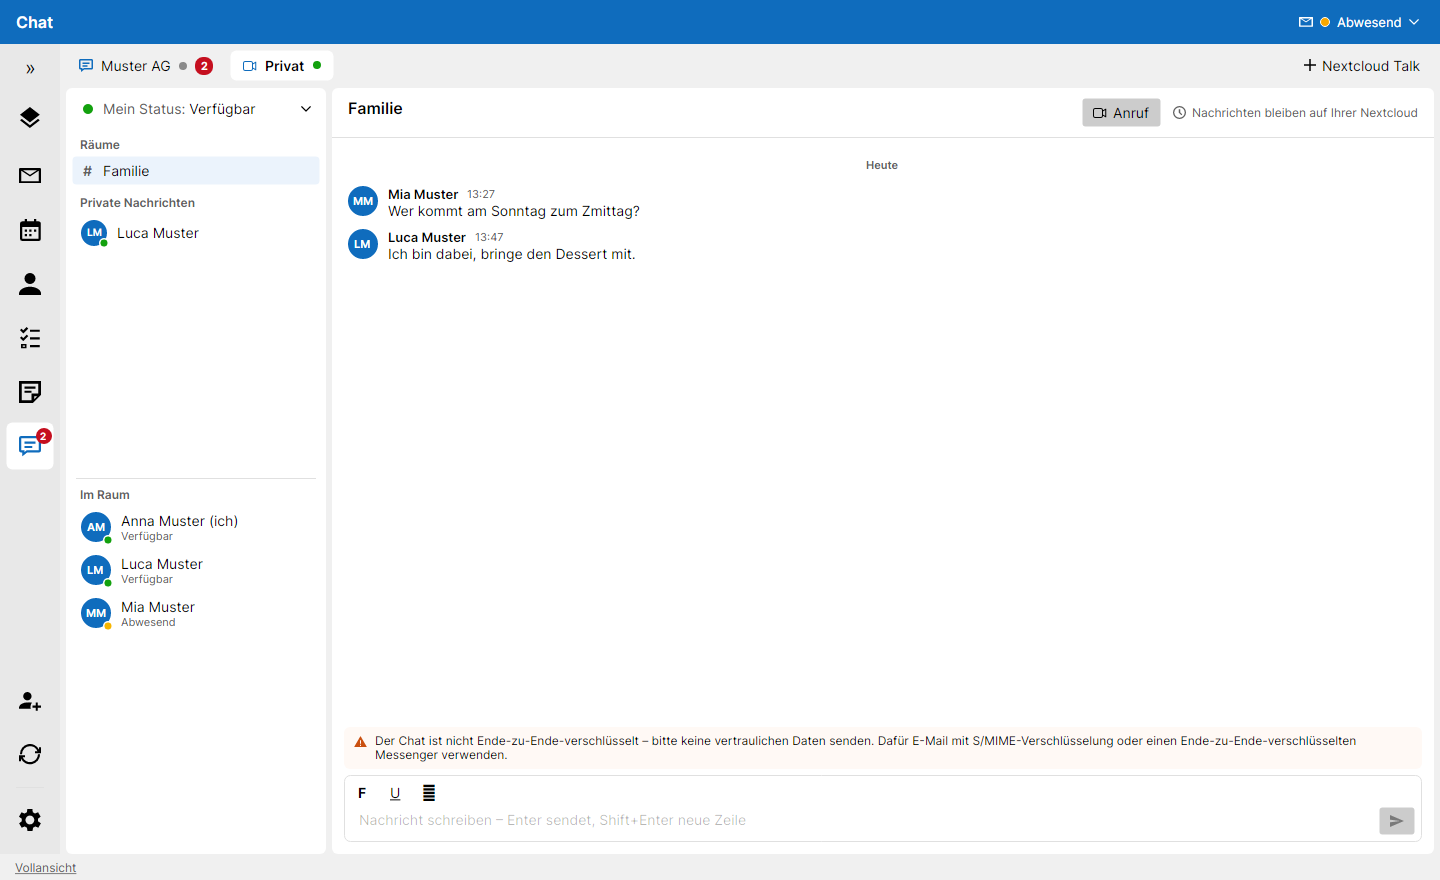 Chat
Abwesend
Muster AG
2
Privat
Nextcloud Talk
Mein Status: Verfügbar
Räume
# Familie
Private Nachrichten
LM Luca Muster
2
Im Raum
AM Anna Muster (ich)
Verfügbar
LM Luca Muster
Verfügbar
MM Mia Muster
Abwesend
Familie
Anruf
Nachrichten bleiben auf Ihrer Nextcloud
Heute
MM Mia Muster 13:27
Wer kommt am Sonntag zum Zmittag?
LM Luca Muster 13:47
Ich bin dabei, bringe den Dessert mit.
Der Chat ist nicht Ende-zu-Ende-verschlüsselt – bitte keine vertraulichen Daten senden. Dafür E-Mail mit S/MIME-Verschlüsselung oder einen Ende-zu-Ende-verschlüsselten
Messenger verwenden.
F U
Nachricht schreiben – Enter sendet, Shift+Enter neue Zeile
Vollansicht